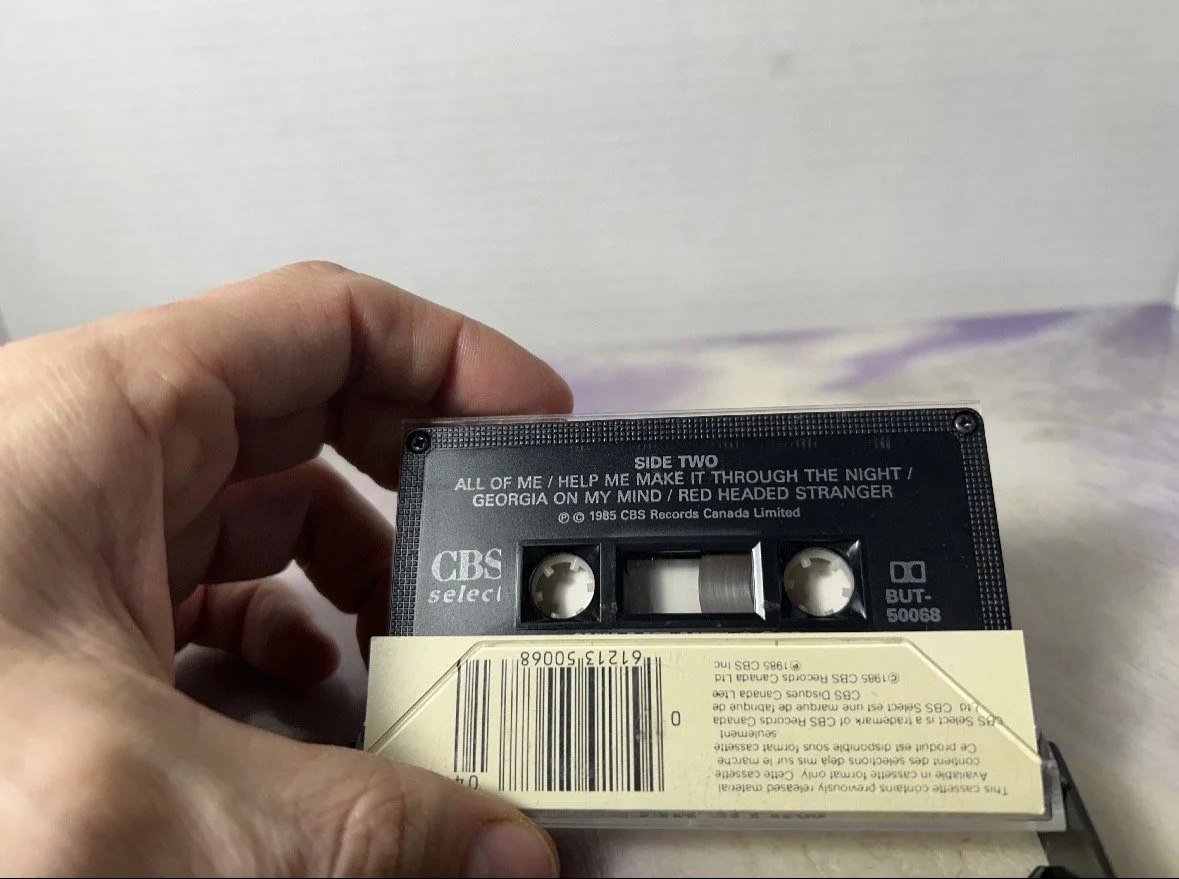 SIDE TWO
ALL OF ME / HELP ME MAKE IT THROUGH THE NIGHT /
GEORGIA ON MY MIND / RED HEADED STRANGER
℗ © 1985 CBS Records Canada Limited
CBS
select
BUT-
50068
This cassette contains previously released material
Available in cassette format only Cette cassette
contient des sélections déjà mis sur le marché
Ce produit est disponible sous format cassette
seulement
CBS Select is a trademark of CBS Records Canada
Ltd CBS Select est une marque de fabrique de
CBS Disques Canada Ltée
©1985 CBS Records Canada Ltd
℗1985 CBS Inc
0
61213 50068
04